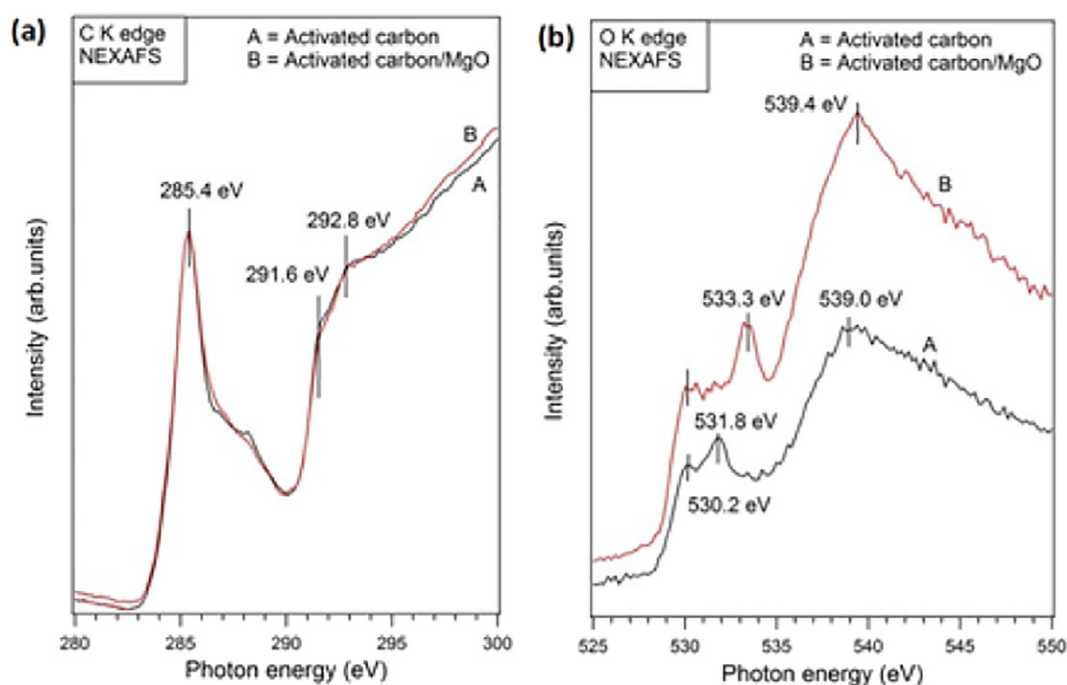 (a)
C K edge
NEXAFS
A = Activated carbon
B = Activated carbon/MgO
B
A
285.4 eV
292.8 eV
291.6 eV
Intensity (arb.units)
280
285
290
295
300
Photon energy (eV)
(b)
O K edge
NEXAFS
A = Activated carbon
B = Activated carbon/MgO
539.4 eV
B
533.3 eV
539.0 eV
A
531.8 eV
530.2 eV
Intensity (arb.units)
525
530
535
540
545
550
Photon energy (eV)